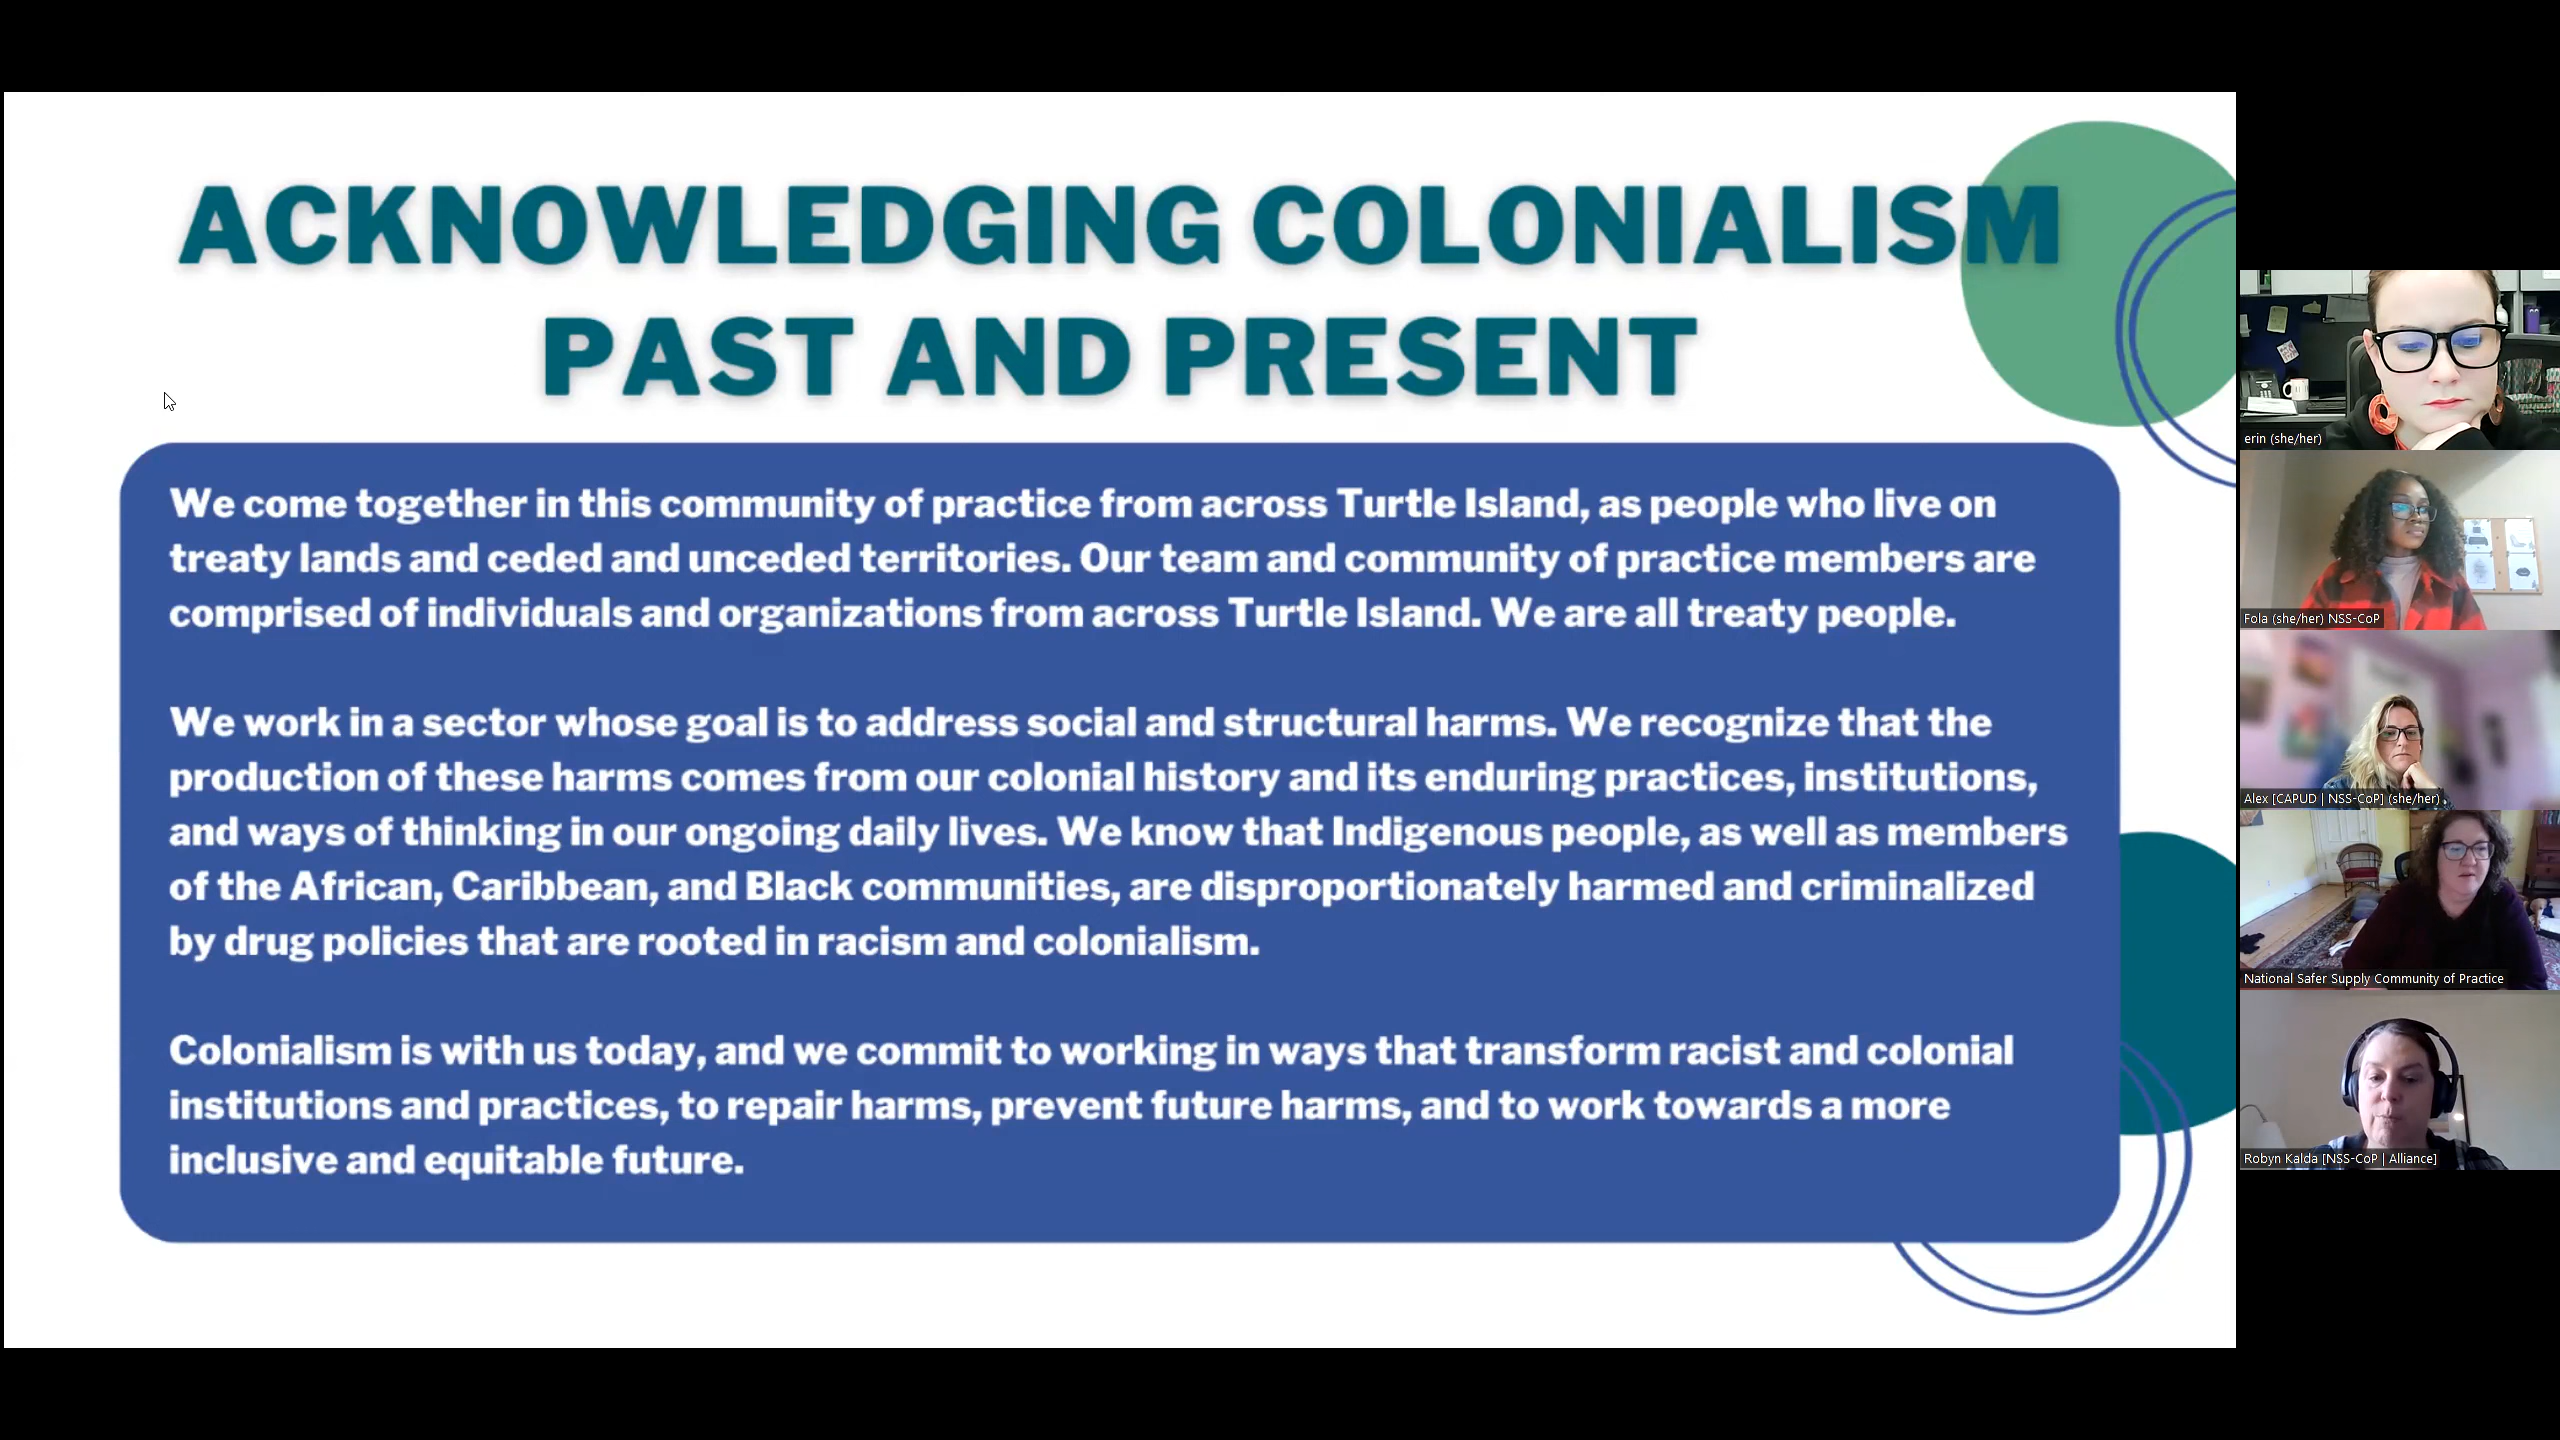 ACKNOWLEDGING COLONIALISM
PAST AND PRESENT
We come together in this community of practice from across Turtle Island, as people who live on
treaty lands and ceded and unceded territories. Our team and community of practice members are
comprised of individuals and organizations from across Turtle Island. We are all treaty people.
We work in a sector whose goal is to address social and structural harms. We recognize that the
production of these harms comes from our colonial history and its enduring practices, institutions,
and ways of thinking in our ongoing daily lives. We know that Indigenous people, as well as members
of the African, Caribbean, and Black communities, are disproportionately harmed and criminalized
by drug policies that are rooted in racism and colonialism.
Colonialism is with us today, and we commit to working in ways that transform racist and colonial
institutions and practices, to repair harms, prevent future harms, and to work towards a more
inclusive and equitable future.
erin (she/her)
Fola (she/her) NSS-CoP
Alex [CAPUD | NSS-CoP] (she/her)
National Safer Supply Community of Practice
Robyn Kalda [NSS-CoP | Alliance]